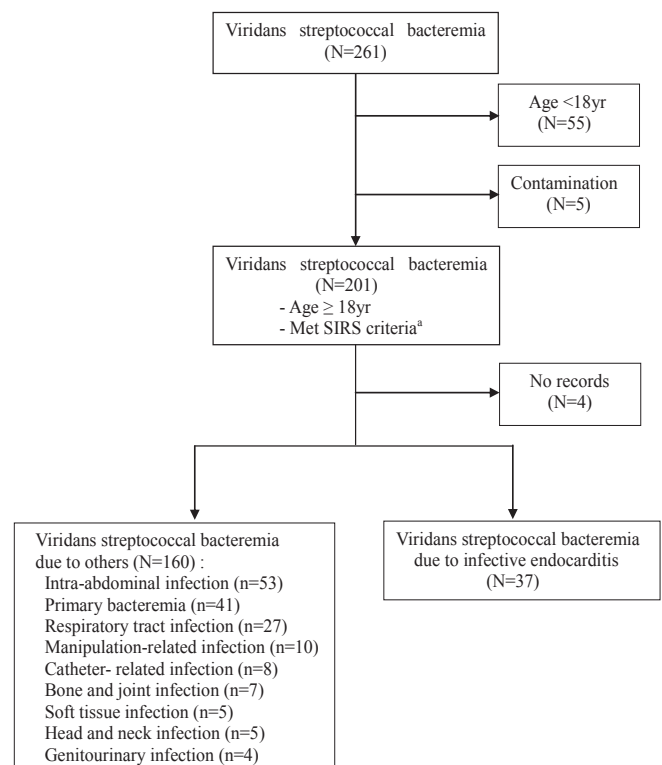 Viridans streptococcal bacteremia
(N=261)
Age <18yr
(N=55)
Contamination
(N=5)
Viridans streptococcal bacteremia
(N=201)
- Age ≥ 18yr
- Met SIRS criteriaᵃ
No records
(N=4)
Viridans streptococcal bacteremia
due to others (N=160) :
Intra-abdominal infection (n=53)
Primary bacteremia (n=41)
Respiratory tract infection (n=27)
Manipulation-related infection (n=10)
Catheter- related infection (n=8)
Bone and joint infection (n=7)
Soft tissue infection (n=5)
Head and neck infection (n=5)
Genitourinary infection (n=4)
Viridans streptococcal bacteremia
due to infective endocarditis
(N=37)